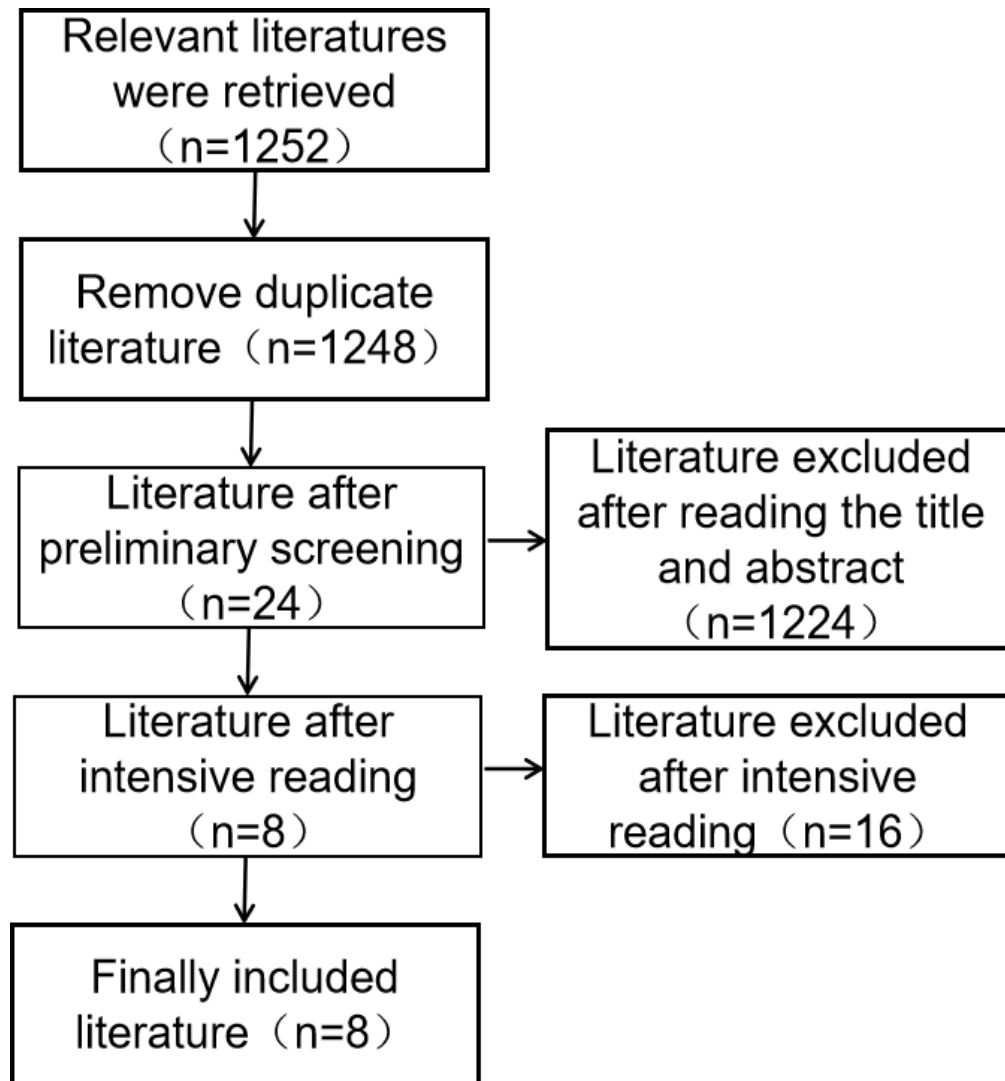 Relevant literatures
were retrieved
（n=1252）
Remove duplicate
literature（n=1248）
Literature after
preliminary screening
（n=24）
Literature excluded
after reading the title
and abstract
（n=1224）
Literature after
intensive reading
（n=8）
Literature excluded
after intensive
reading（n=16）
Finally included
literature（n=8）